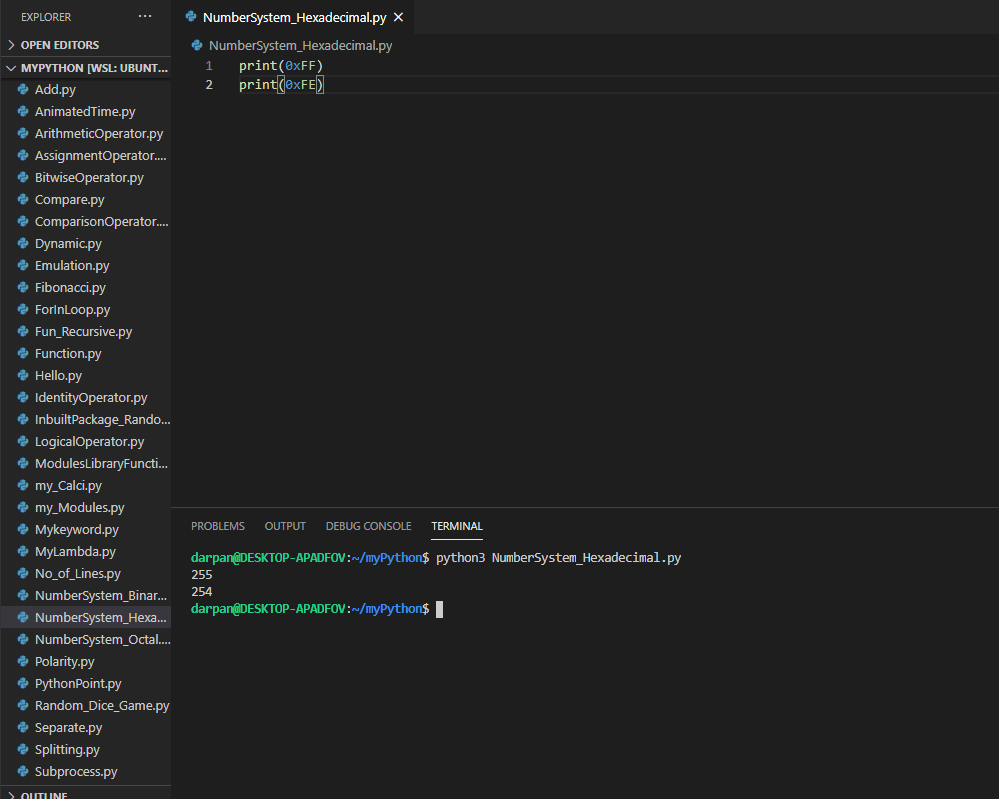 EXPLORER
...
OPEN EDITORS
MYPYTHON [WSL: UBUNT...
Add.py
AnimatedTime.py
ArithmeticOperator.py
AssignmentOperator....
BitwiseOperator.py
Compare.py
ComparisonOperator....
Dynamic.py
Emulation.py
Fibonacci.py
ForInLoop.py
Fun_Recursive.py
Function.py
Hello.py
IdentityOperator.py
InbuiltPackage_Rando...
LogicalOperator.py
ModulesLibraryFuncti...
my_Calci.py
my_Modules.py
Mykeyword.py
MyLambda.py
No_of_Lines.py
NumberSystem_Binar...
NumberSystem_Hexa...
NumberSystem_Octal....
Polarity.py
PythonPoint.py
Random_Dice_Game.py
Separate.py
Splitting.py
Subprocess.py
OUTLINE
NumberSystem_Hexadecimal.py
NumberSystem_Hexadecimal.py
1 print(0xFF)
2 print(0xFE)
PROBLEMS OUTPUT DEBUG CONSOLE TERMINAL
darpan@DESKTOP-APADFOV:~/myPython$ python3 NumberSystem_Hexadecimal.py
255
254
darpan@DESKTOP-APADFOV:~/myPython$